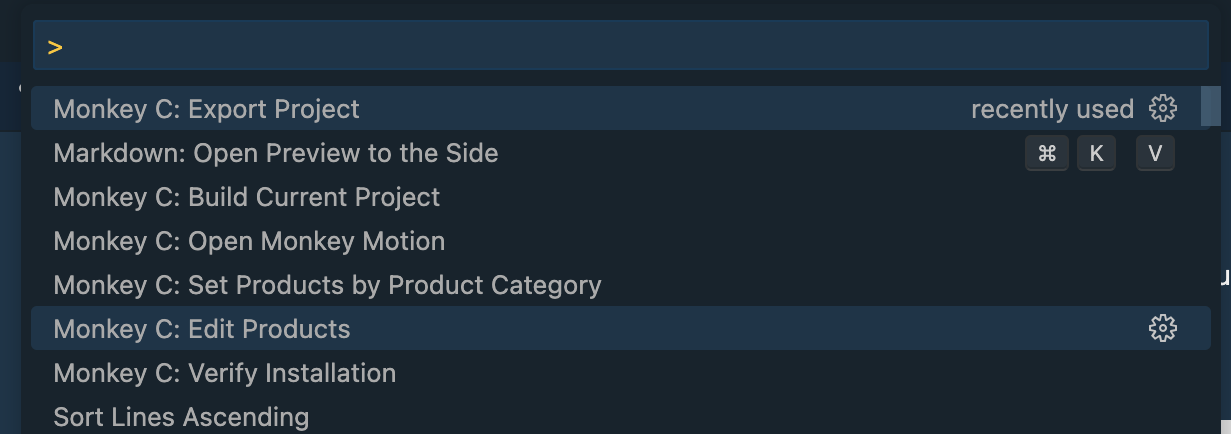 >
Monkey C: Export Project recently used
Markdown: Open Preview to the Side ⌘ K V
Monkey C: Build Current Project
Monkey C: Open Monkey Motion
Monkey C: Set Products by Product Category
Monkey C: Edit Products
Monkey C: Verify Installation
Sort Lines Ascending